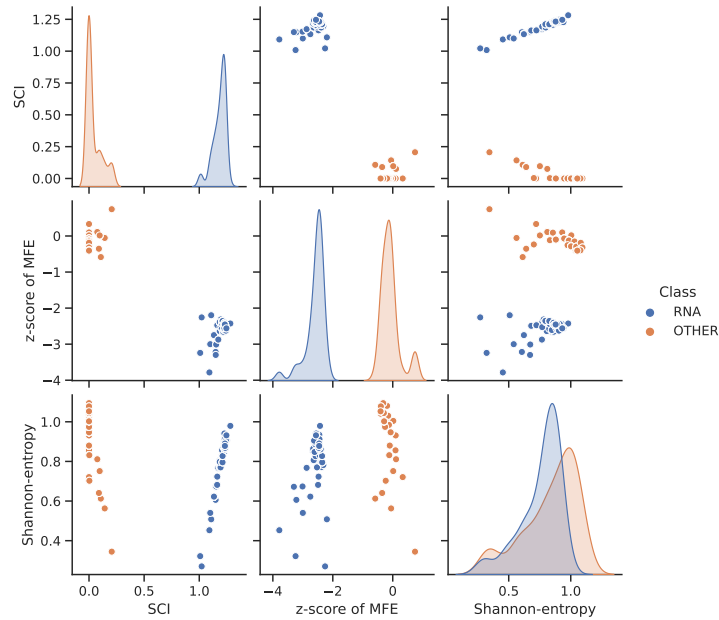 1.25
1.00
0.75
0.50
0.25
0.00
SCI
0
−1
−2
−3
−4
z-score of MFE
Class
RNA
OTHER
1.0
0.8
0.6
0.4
Shannon-entropy
0.0 1.0
−4 −2 0
0.5 1.0
SCI
z-score of MFE
Shannon-entropy